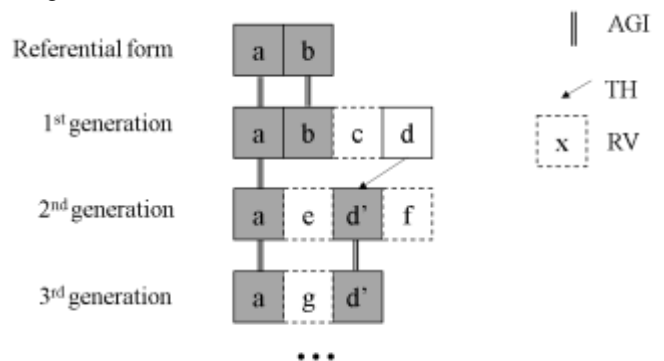 Referential form a b
1st generation a b c d
2nd generation a e d’ f
3rd generation a g d’
•••
AGI
TH
x RV